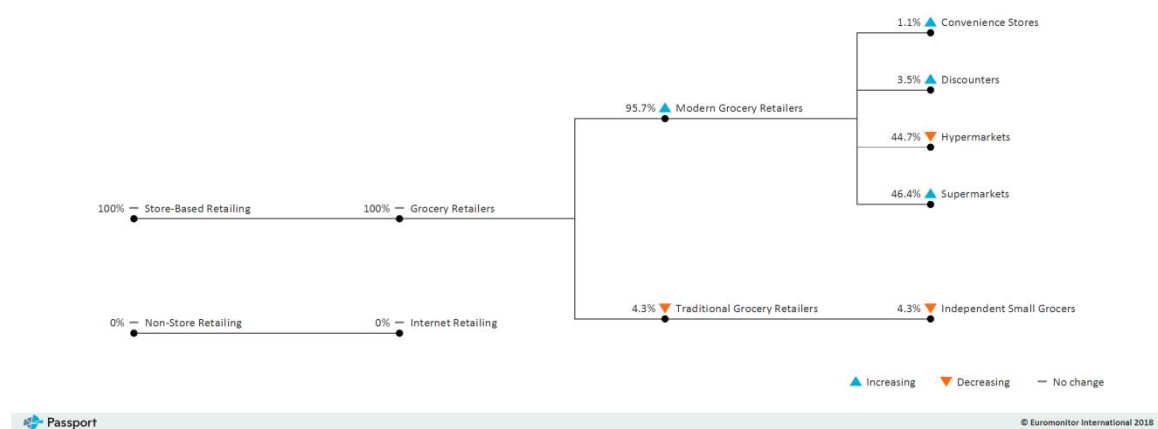 1.1% Convenience Stores
3.5% Discounters
95.7% Modern Grocery Retailers
44.7% Hypermarkets
46.4% Supermarkets
100% — Store-Based Retailing
100% — Grocery Retailers
4.3% Traditional Grocery Retailers
4.3% Independent Small Grocers
0% — Non-Store Retailing
0% — Internet Retailing
Increasing
Decreasing
— No change
Passport
© Euromonitor International 2018